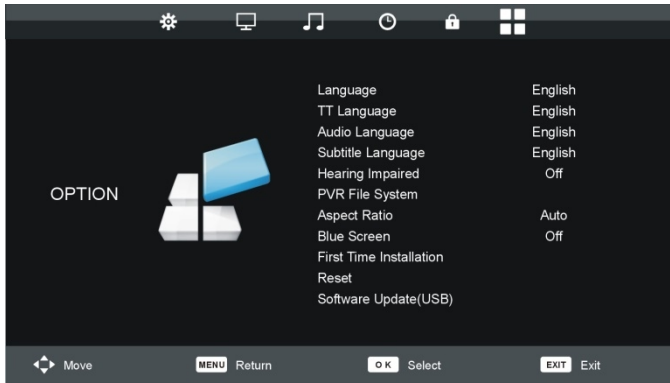 Language English
TT Language English
Audio Language English
Subtitle Language English
Hearing Impaired Off
OPTION
PVR File System
Aspect Ratio Auto
Blue Screen Off
First Time Installation
Reset
Software Update(USB)
Move MENU Return OK Select EXIT Exit